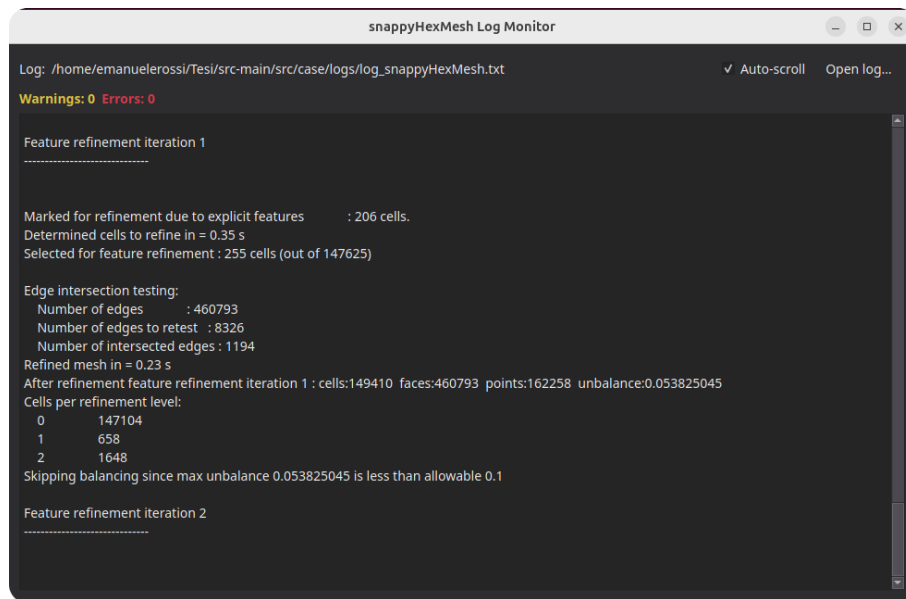 snappyHexMesh Log Monitor
Log: /home/emanuelerossi/Tesi/src-main/src/case/logs/log_snappyHexMesh.txt
✓ Auto-scroll
Open log...
Warnings: 0 Errors: 0
Feature refinement iteration 1
------------------------------
Marked for refinement due to explicit features : 206 cells.
Determined cells to refine in = 0.35 s
Selected for feature refinement : 255 cells (out of 147625)
Edge intersection testing:
Number of edges : 460793
Number of edges to retest : 8326
Number of intersected edges : 1194
Refined mesh in = 0.23 s
After refinement feature refinement iteration 1 : cells:149410 faces:460793 points:162258 unbalance:0.053825045
Cells per refinement level:
0 147104
1 658
2 1648
Skipping balancing since max unbalance 0.053825045 is less than allowable 0.1
Feature refinement iteration 2
------------------------------